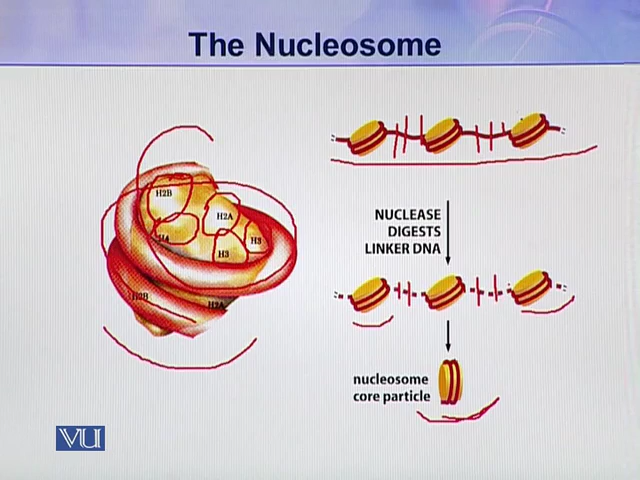 The Nucleosome
H2B
H2A
H4
H3
H3
H2B
H2A
NUCLEASE
DIGESTS
LINKER DNA
nucleosome
core particle
VU